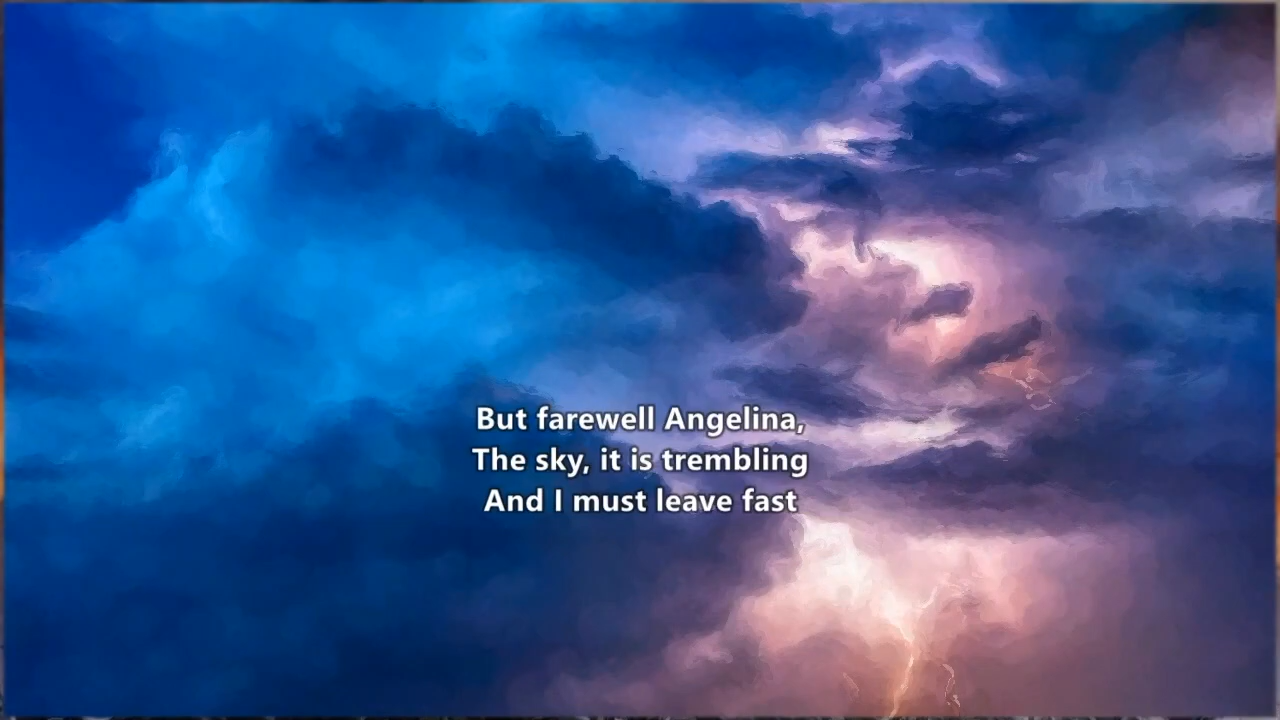 But farewell Angelina,
The sky, it is trembling
And I must leave fast